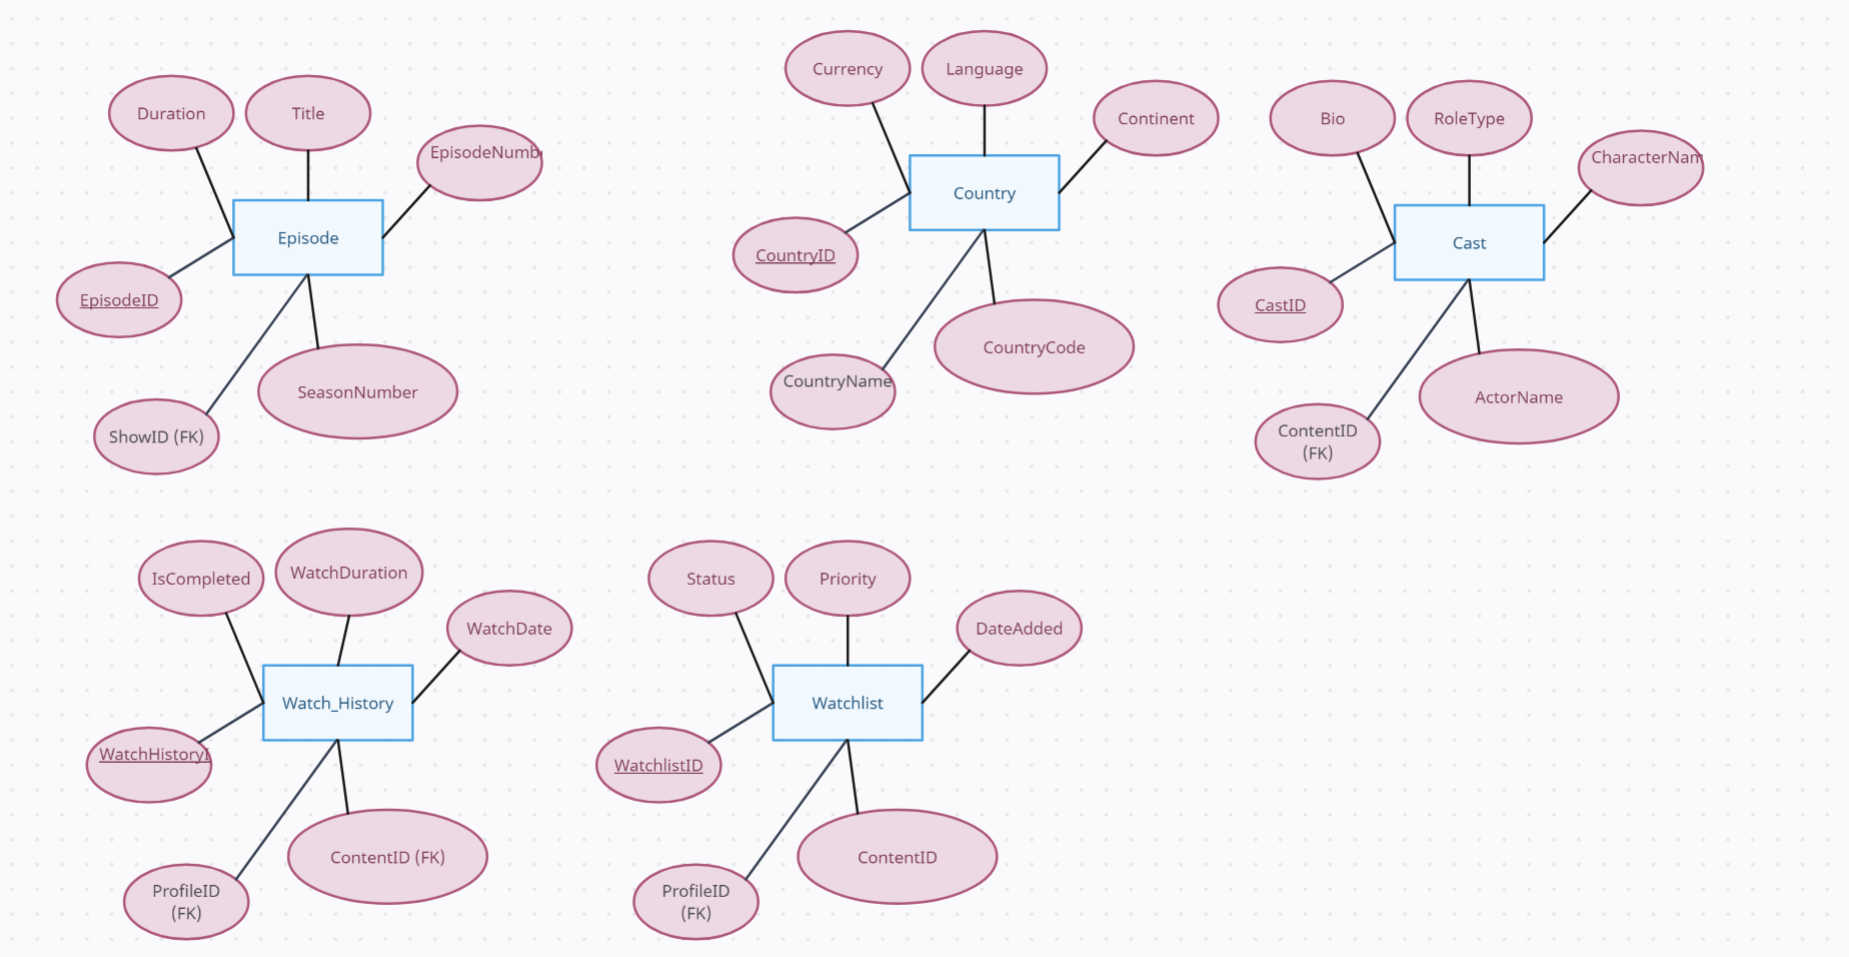 Duration
Title
EpisodeNumb
Episode
EpisodeID
SeasonNumber
ShowID (FK)
Currency
Language
Continent
Country
CountryID
CountryCode
CountryName
Bio
RoleType
CharacterNam
Cast
CastID
ActorName
ContentID
(FK)
IsCompleted
WatchDuration
WatchDate
Watch_History
WatchHistoryI
ContentID (FK)
ProfileID
(FK)
Status
Priority
DateAdded
Watchlist
WatchlistID
ContentID
ProfileID
(FK)